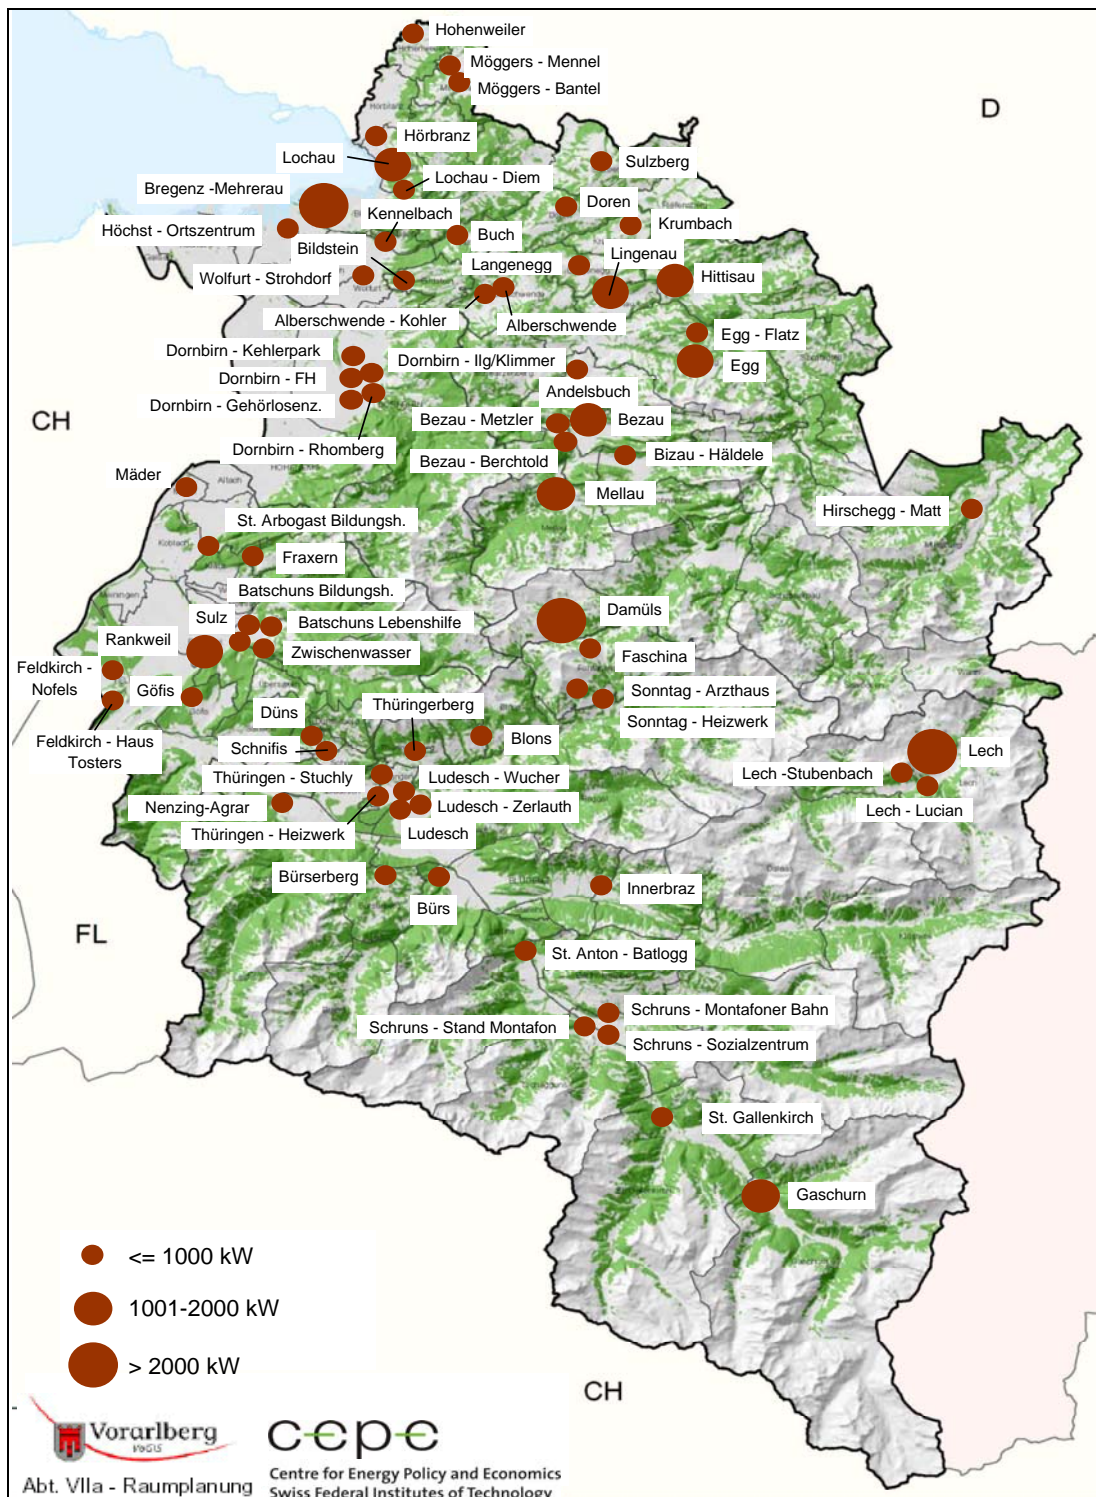 Hohenweiler
Möggers - Mennel
Möggers - Bantel
D
Hörbranz
Lochau
Sulzberg
Lochau - Diem
Bregenz -Mehrerau
Doren
Kennelbach
Krumbach
Höchst - Ortszentrum
Buch
Bildstein
Lingenau
Langenegg
Hittisau
Wolfurt - Strohdorf
Alberschwende - Kohler
Alberschwende
Egg - Flatz
Dornbirn - Kehlerpark
Dornbirn - Ilg/Klimmer
Egg
Dornbirn - FH
Andelsbuch
Dornbirn - Gehörlosenz.
CH
Bezau - Metzler
Bezau
Dornbirn - Rhomberg
Bezau - Berchtold
Bizau - Häldele
Mäder
Mellau
Hirschegg - Matt
St. Arbogast Bildungsh.
Fraxern
Batschuns Bildungsh.
Damüls
Sulz
Batschuns Lebenshilfe
Rankweil
Zwischenwasser
Faschina
Feldkirch -
Nofels
Göfis
Sonntag - Arzthaus
Thüringerberg
Düns
Sonntag - Heizwerk
Feldkirch - Haus
Tosters
Schnifis
Blons
Lech
Thüringen - Stuchly
Ludesch - Wucher
Lech -Stubenbach
Nenzing-Agrar
Ludesch - Zerlauth
Lech - Lucian
Thüringen - Heizwerk
Ludesch
Bürserberg
Bürs
Innerbraz
FL
St. Anton - Batlogg
Schruns - Montafoner Bahn
Schruns - Stand Montafon
Schruns - Sozialzentrum
St. Gallenkirch
Gaschurn
<= 1000 kW
1001-2000 kW
> 2000 kW
CH
Vorarlberg
VoGIS
Abt. VIIa - Raumplanung
cepe
Centre for Energy Policy and Economics
Swiss Federal Institutes of Technology